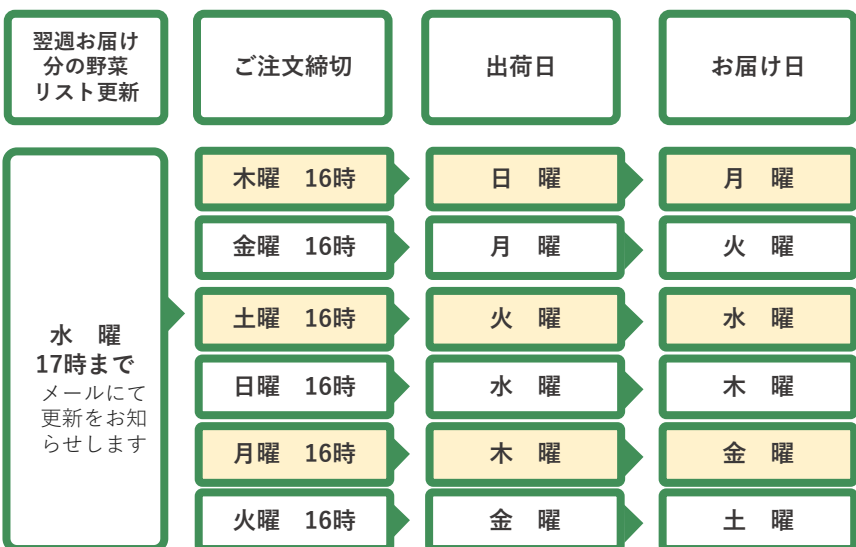 翌週お届け
分の野菜
リスト更新
ご注文締切
出荷日
お届け日
水　曜
17時まで
メールにて
更新をお知
らせします
木曜　16時
日　曜
月　曜
金曜　16時
月　曜
火　曜
土曜　16時
火　曜
水　曜
日曜　16時
水　曜
木　曜
月曜　16時
木　曜
金　曜
火曜　16時
金　曜
土　曜